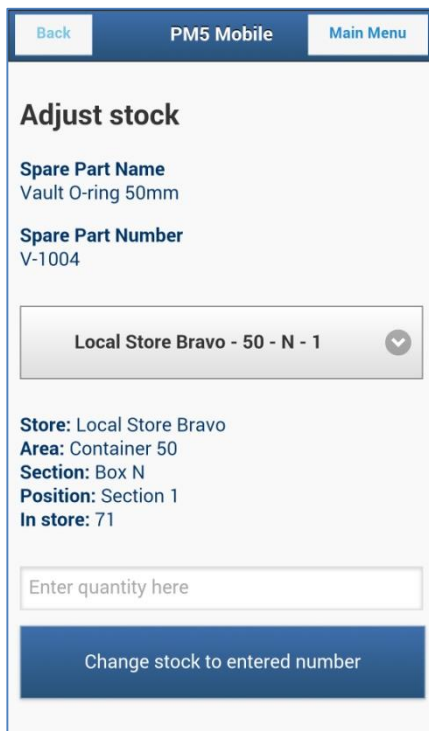 Back PM5 Mobile Main Menu
Adjust stock
Spare Part Name
Vault O-ring 50mm
Spare Part Number
V-1004
Local Store Bravo - 50 - N - 1
Store: Local Store Bravo
Area: Container 50
Section: Box N
Position: Section 1
In store: 71
Enter quantity here
Change stock to entered number